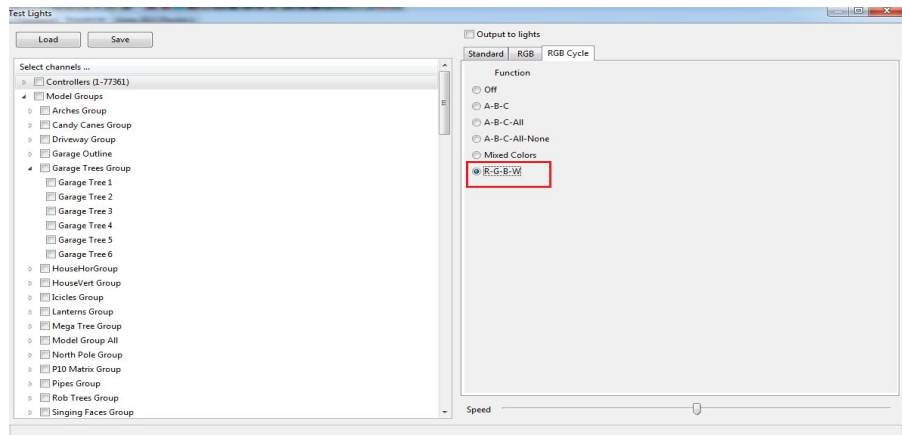 Test Lights
Load Save
Select channels ...
Controllers (1-77361)
Model Groups
Arches Group
Candy Canes Group
Driveway Group
Garage Outline
Garage Trees Group
Garage Tree 1
Garage Tree 2
Garage Tree 3
Garage Tree 4
Garage Tree 5
Garage Tree 6
HouseHorGroup
HouseVert Group
Icicles Group
Lanterns Group
Mega Tree Group
Model Group All
North Pole Group
P10 Matrix Group
Pipes Group
Rob Trees Group
Singing Faces Group
Output to lights
Standard RGB RGB Cycle
Function
Off
A-B-C
A-B-C-All
A-B-C-All-None
Mixed Colors
R-G-B-W
Speed